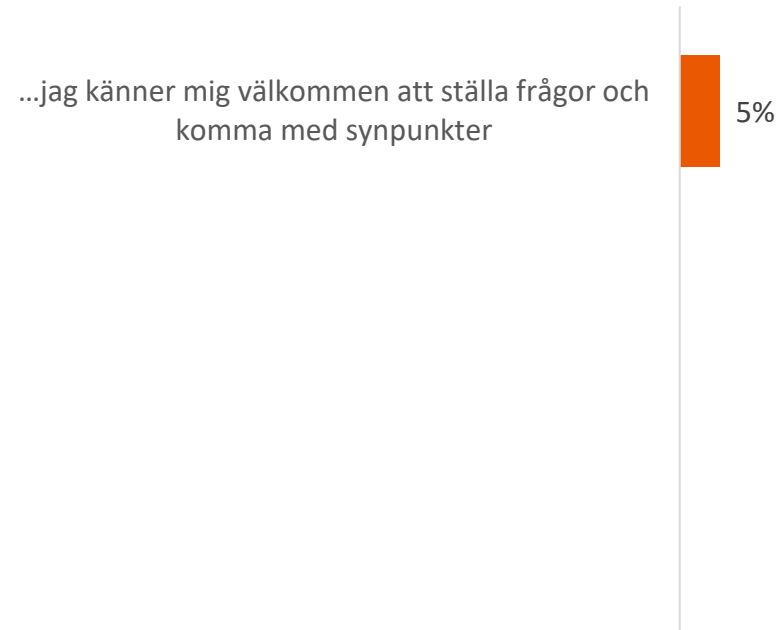 …jag känner mig välkommen att ställa frågor och
komma med synpunkter
5%